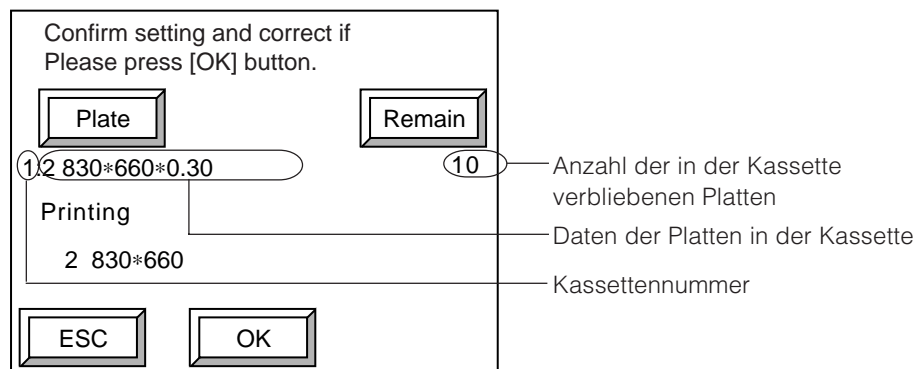 Confirm setting and correct if
Please press [OK] button.
Plate
Remain
1:2 830*660*0.30
10
Anzahl der in der Kassette
verbliebenen Platten
Printing
Daten der Platten in der Kassette
2 830*660
Kassettennummer
ESC
OK